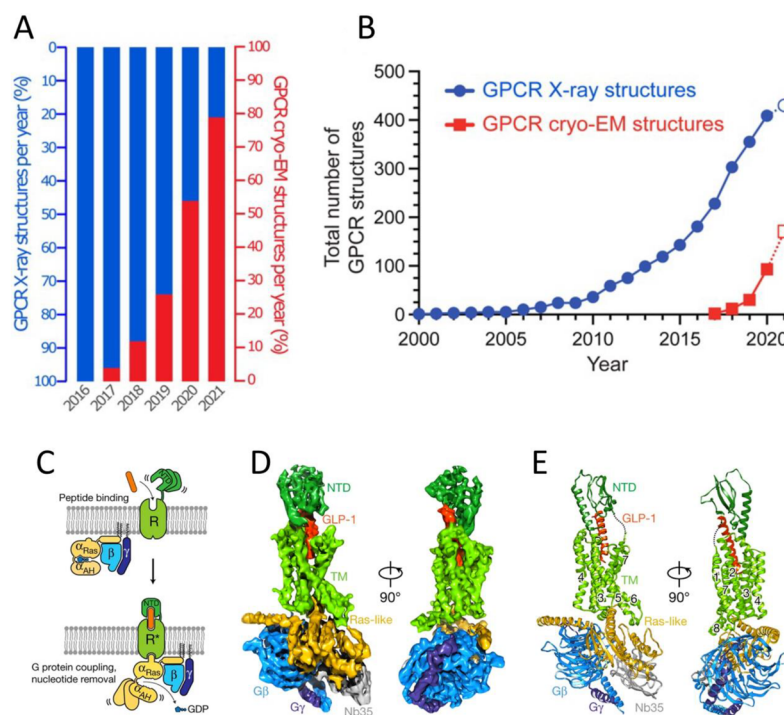 A
GPCR X-ray structures per year (%)
0
10
20
30
40
50
60
70
80
90
100
100
90
80
70
60
50
40
30
20
10
0
GPCR cryo-EM structures per year (%)
2016
2017
2018
2019
2020
2021
B
Total number of
GPCR structures
500
400
300
200
100
0
GPCR X-ray structures
GPCR cryo-EM structures
2000
2005
2010
2015
2020
Year
C
Peptide binding
R
αRas
αAH
β
γ
NTD
R*
G protein coupling,
nucleotide removal
αRas
αAH
β
γ
GDP
D
NTD
GLP-1
TM
90°
Ras-like
Gβ
Gγ
Nb35
E
NTD
GLP-1
7
4
TM
3
5
6
90°
Ras-like
Gβ
Gγ
Nb35
1
2
7
3
4
8